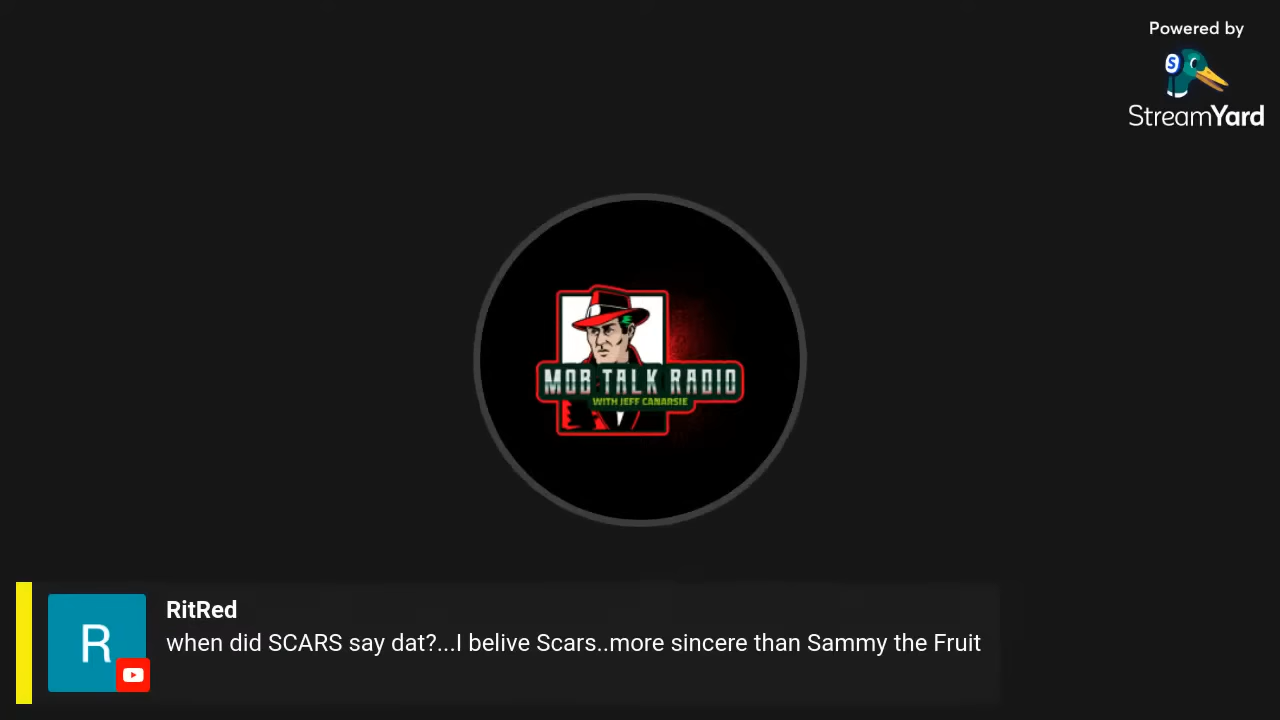 Powered by
S
StreamYard
MOB TALK RADIO
WITH JEFF CANARSIE
R
RitRed
when did SCARS say dat?...I belive Scars..more sincere than Sammy the Fruit